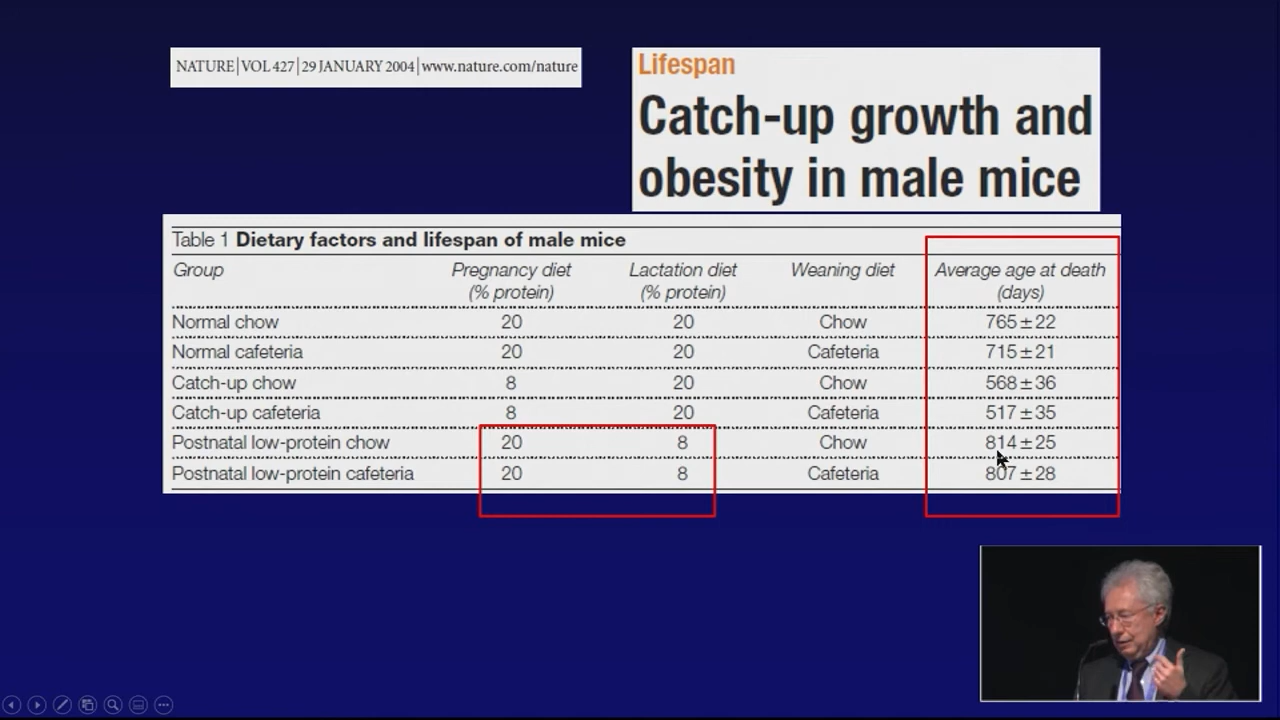 NATURE|VOL 427|29 JANUARY 2004|www.nature.com/nature
Lifespan
Catch-up growth and
obesity in male mice
Table 1 Dietary factors and lifespan of male mice
Group Pregnancy diet Lactation diet Weaning diet Average age at death
(% protein) (% protein) (days)
Normal chow 20 20 Chow 765±22
Normal cafeteria 20 20 Cafeteria 715±21
Catch-up chow 8 20 Chow 568±36
Catch-up cafeteria 8 20 Cafeteria 517±35
Postnatal low-protein chow 20 8 Chow 814±25
Postnatal low-protein cafeteria 20 8 Cafeteria 807±28